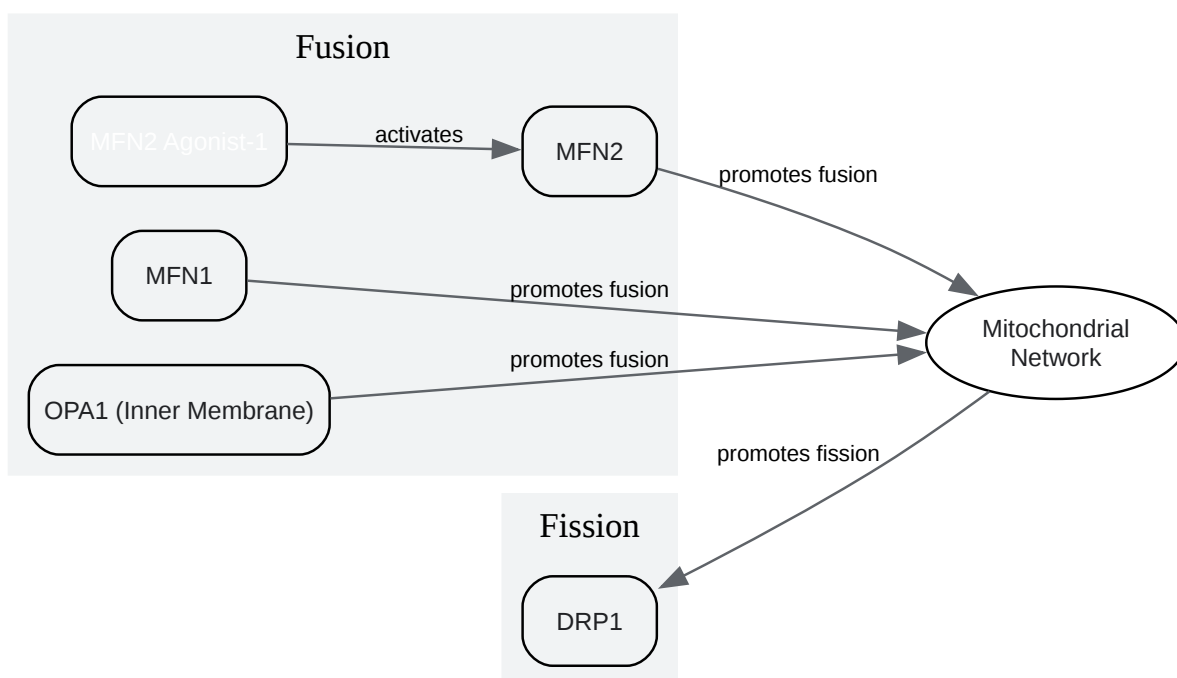 Fusion
MFN2 Agonist-1
activates
MFN2
promotes fusion
MFN1
promotes fusion
Mitochondrial
Network
promotes fusion
OPA1 (Inner Membrane)
promotes fission
Fission
DRP1